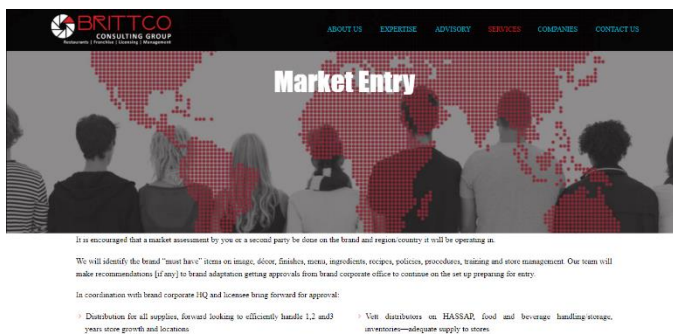 BRITTCO
CONSULTING GROUP
Restaurants | Franchise | Licensing | Management
ABOUT US EXPERTISE ADVISORY SERVICES COMPANIES CONTACT US
Market Entry
It is encouraged that a market assessment by you or a second party be done on the brand and region/country it will be operating in.
We will identify the brand "must have" items on image, décor, finishes, menu, ingredients, recipes, policies, procedures, training and store management. Our team will
make recommendations [if any] to brand adaptation getting approvals from brand corporate office to continue on the set up preparing for entry.
In coordination with brand corporate HQ and licensee bring forward for approval:
Distribution for all supplies, forward looking to efficiently handle 1,2 and3
years store growth and locations
Vett distributors on HASSAP, food and beverage handling/storage,
inventories—adequate supply to stores